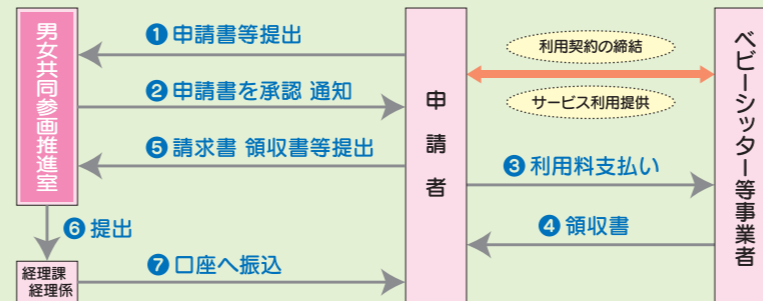 男女共同参画推進室
❶申請書等提出
❷申請書を承認 通知
❺請求書 領収書等提出
❻提出
経理課
経理係
❼口座へ振込
申請者
利用契約の締結
サービス利用提供
❸利用料支払い
❹領収書
ベビーシッター等事業者